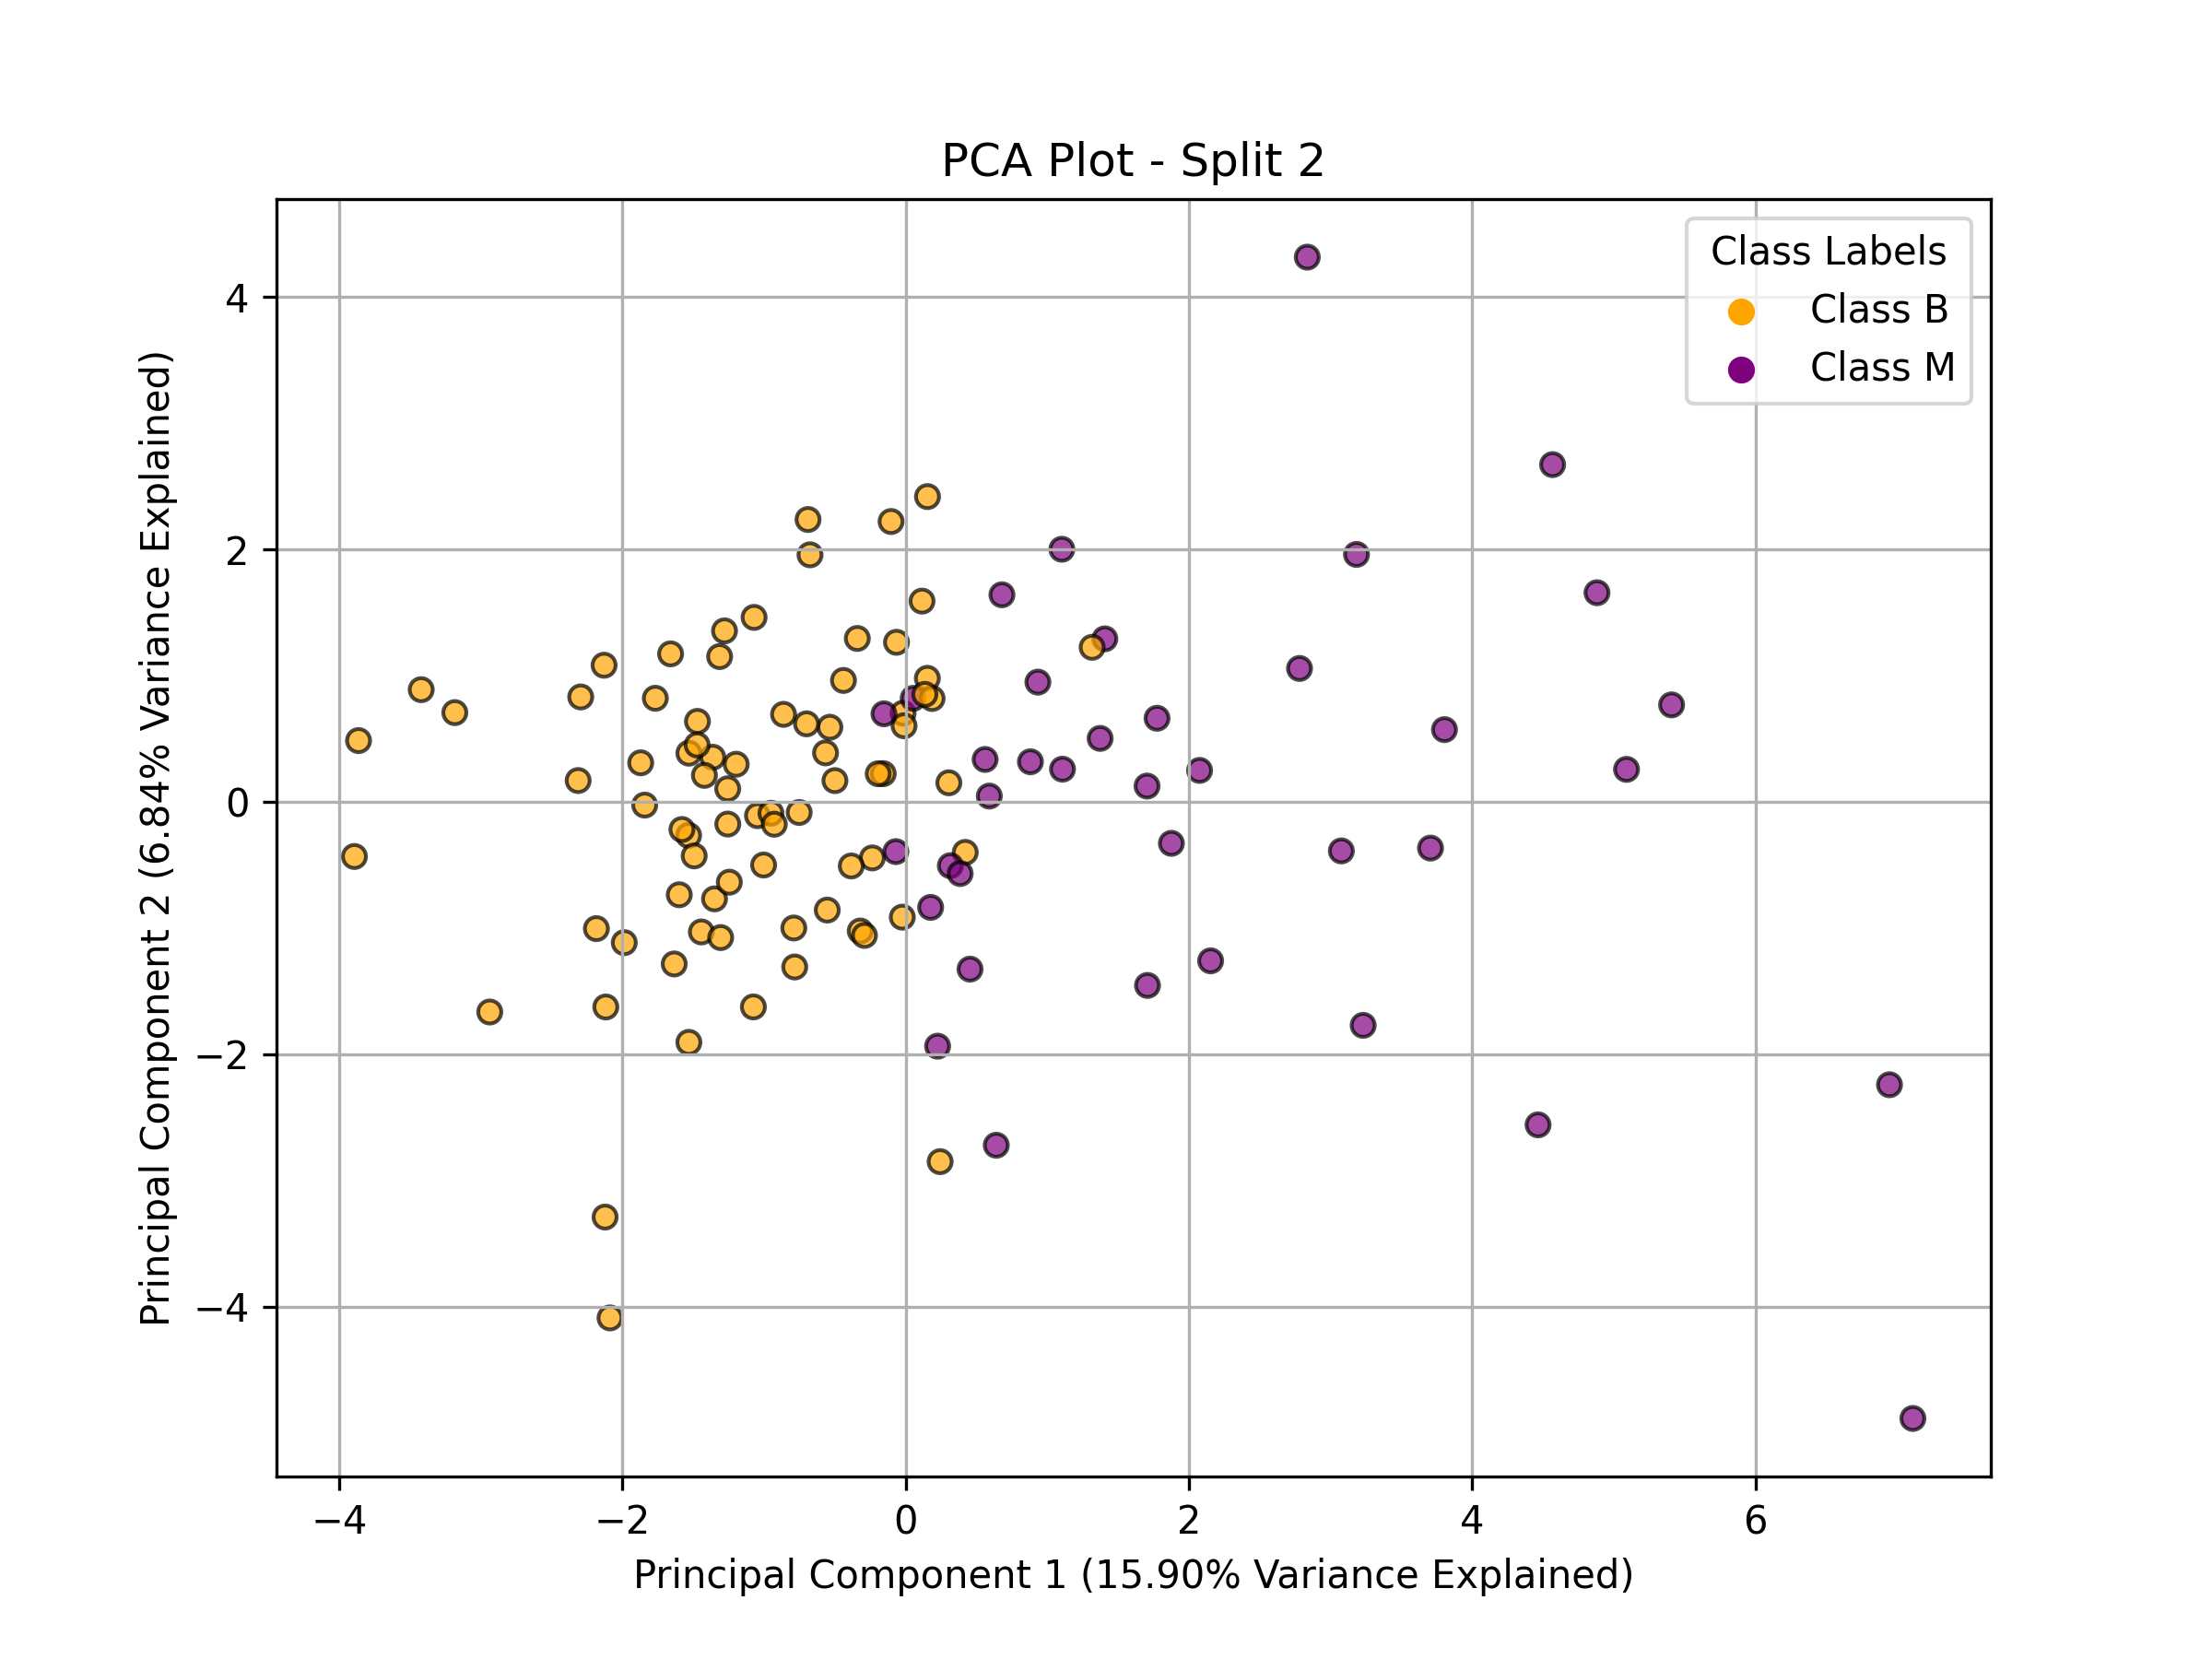 PCA Plot - Split 2
Class Labels
Class B
Class M
Principal Component 2 (6.84% Variance Explained)
4
2
0
−2
−4
−4
−2
0
2
4
6
Principal Component 1 (15.90% Variance Explained)